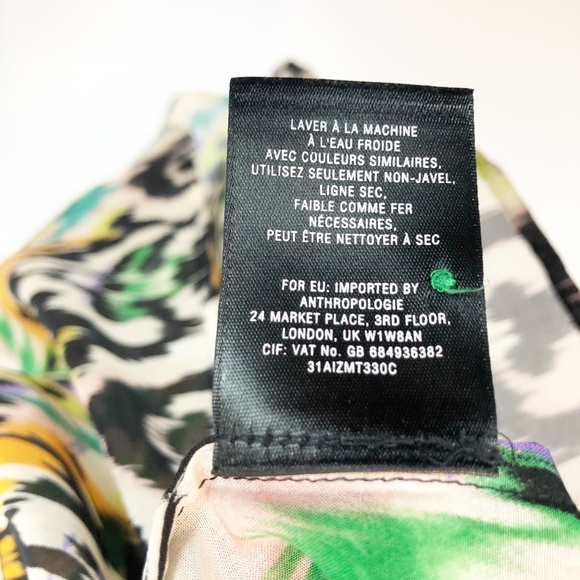 LAVER À LA MACHINE
À L'EAU FROIDE
AVEC COULEURS SIMILAIRES,
UTILISEZ SEULEMENT NON-JAVEL,
LIGNE SEC,
FAIBLE COMME FER
NÉCESSAIRES,
PEUT ÊTRE NETTOYER À SEC
FOR EU: IMPORTED BY
ANTHROPOLOGIE
24 MARKET PLACE, 3RD FLOOR,
LONDON, UK W1W8AN
CIF: VAT No. GB 684936382
31AIZMT330C